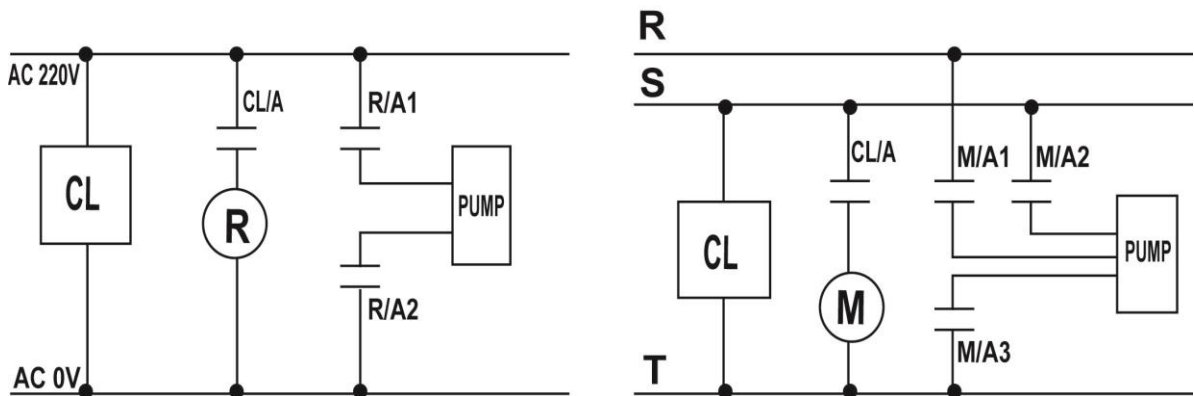 AC 220V
CL/A
R/A1
CL
R
PUMP
R/A2
AC 0V
R
S
CL/A
M/A1
M/A2
CL
M
PUMP
M/A3
T